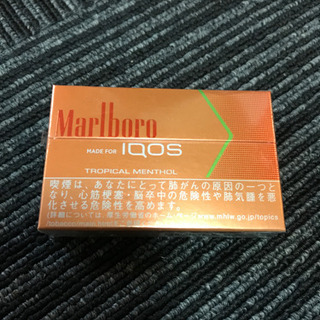 Marlboro
MADE FOR IQOS
TROPICAL MENTHOL
喫煙は、あなたにとって肺がんの原因の一つと
なり、心筋梗塞・脳卒中の危険性や肺気腫を悪
化させる危険性を高めます。
(詳細については、厚生労働省のホームページwww.mhlw.go.jp/topics